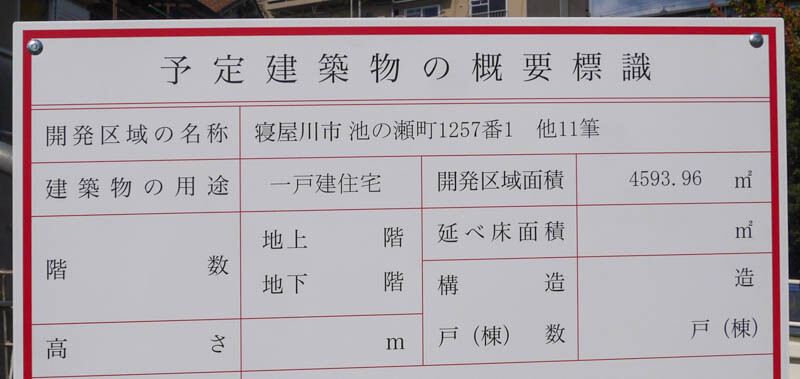 予定建築物の概要標識
開発区域の名称 寝屋川市 池の瀬町1257番1 他11筆
建築物の用途 一戸建住宅 開発区域面積 4593.96 ㎡
階数 地上 階 延べ床面積 ㎡
地下 階 構造 造
高さ m 戸(棟)数 戸(棟)